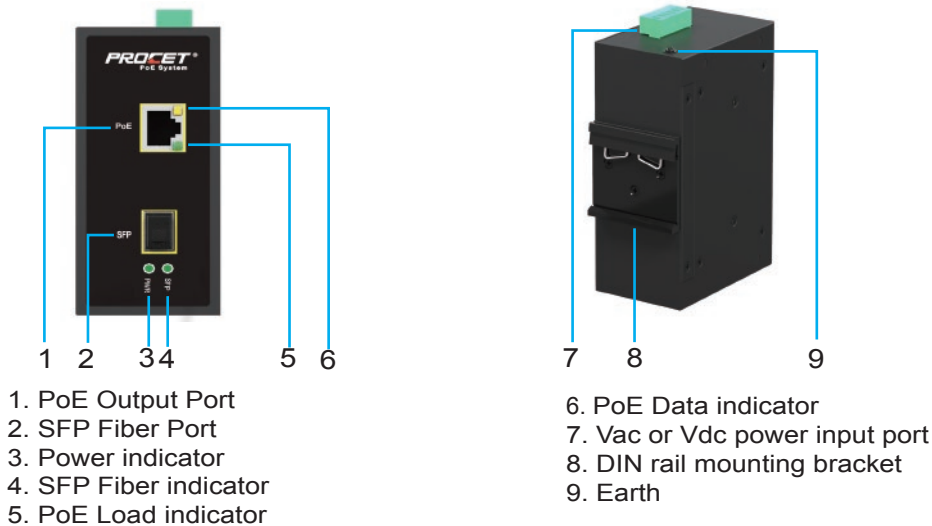 PROCET®
PoE System
PoE
SFP
PWR
SFP
1 2 3 4 5 6
7 8 9
1. PoE Output Port
2. SFP Fiber Port
3. Power indicator
4. SFP Fiber indicator
5. PoE Load indicator
6. PoE Data indicator
7. Vac or Vdc power input port
8. DIN rail mounting bracket
9. Earth